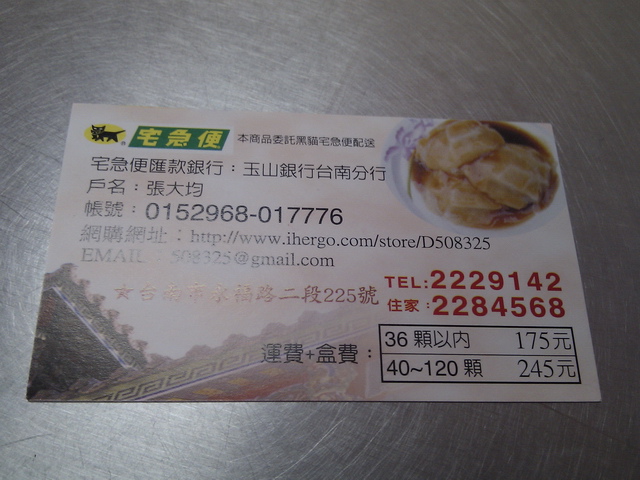 宅急便 本商品委託黑貓宅急便配送
宅急便匯款銀行：玉山銀行台南分行
戶名：張大均
帳號：0152968-017776
網購網址：http://www.ihergo.com/store/D508325
EMAIL：508325@gmail.com
★台南市永福路二段225號
TEL:2229142
住家：2284568
運費+盒費：
36 顆以內 175元
40~120 顆 245元